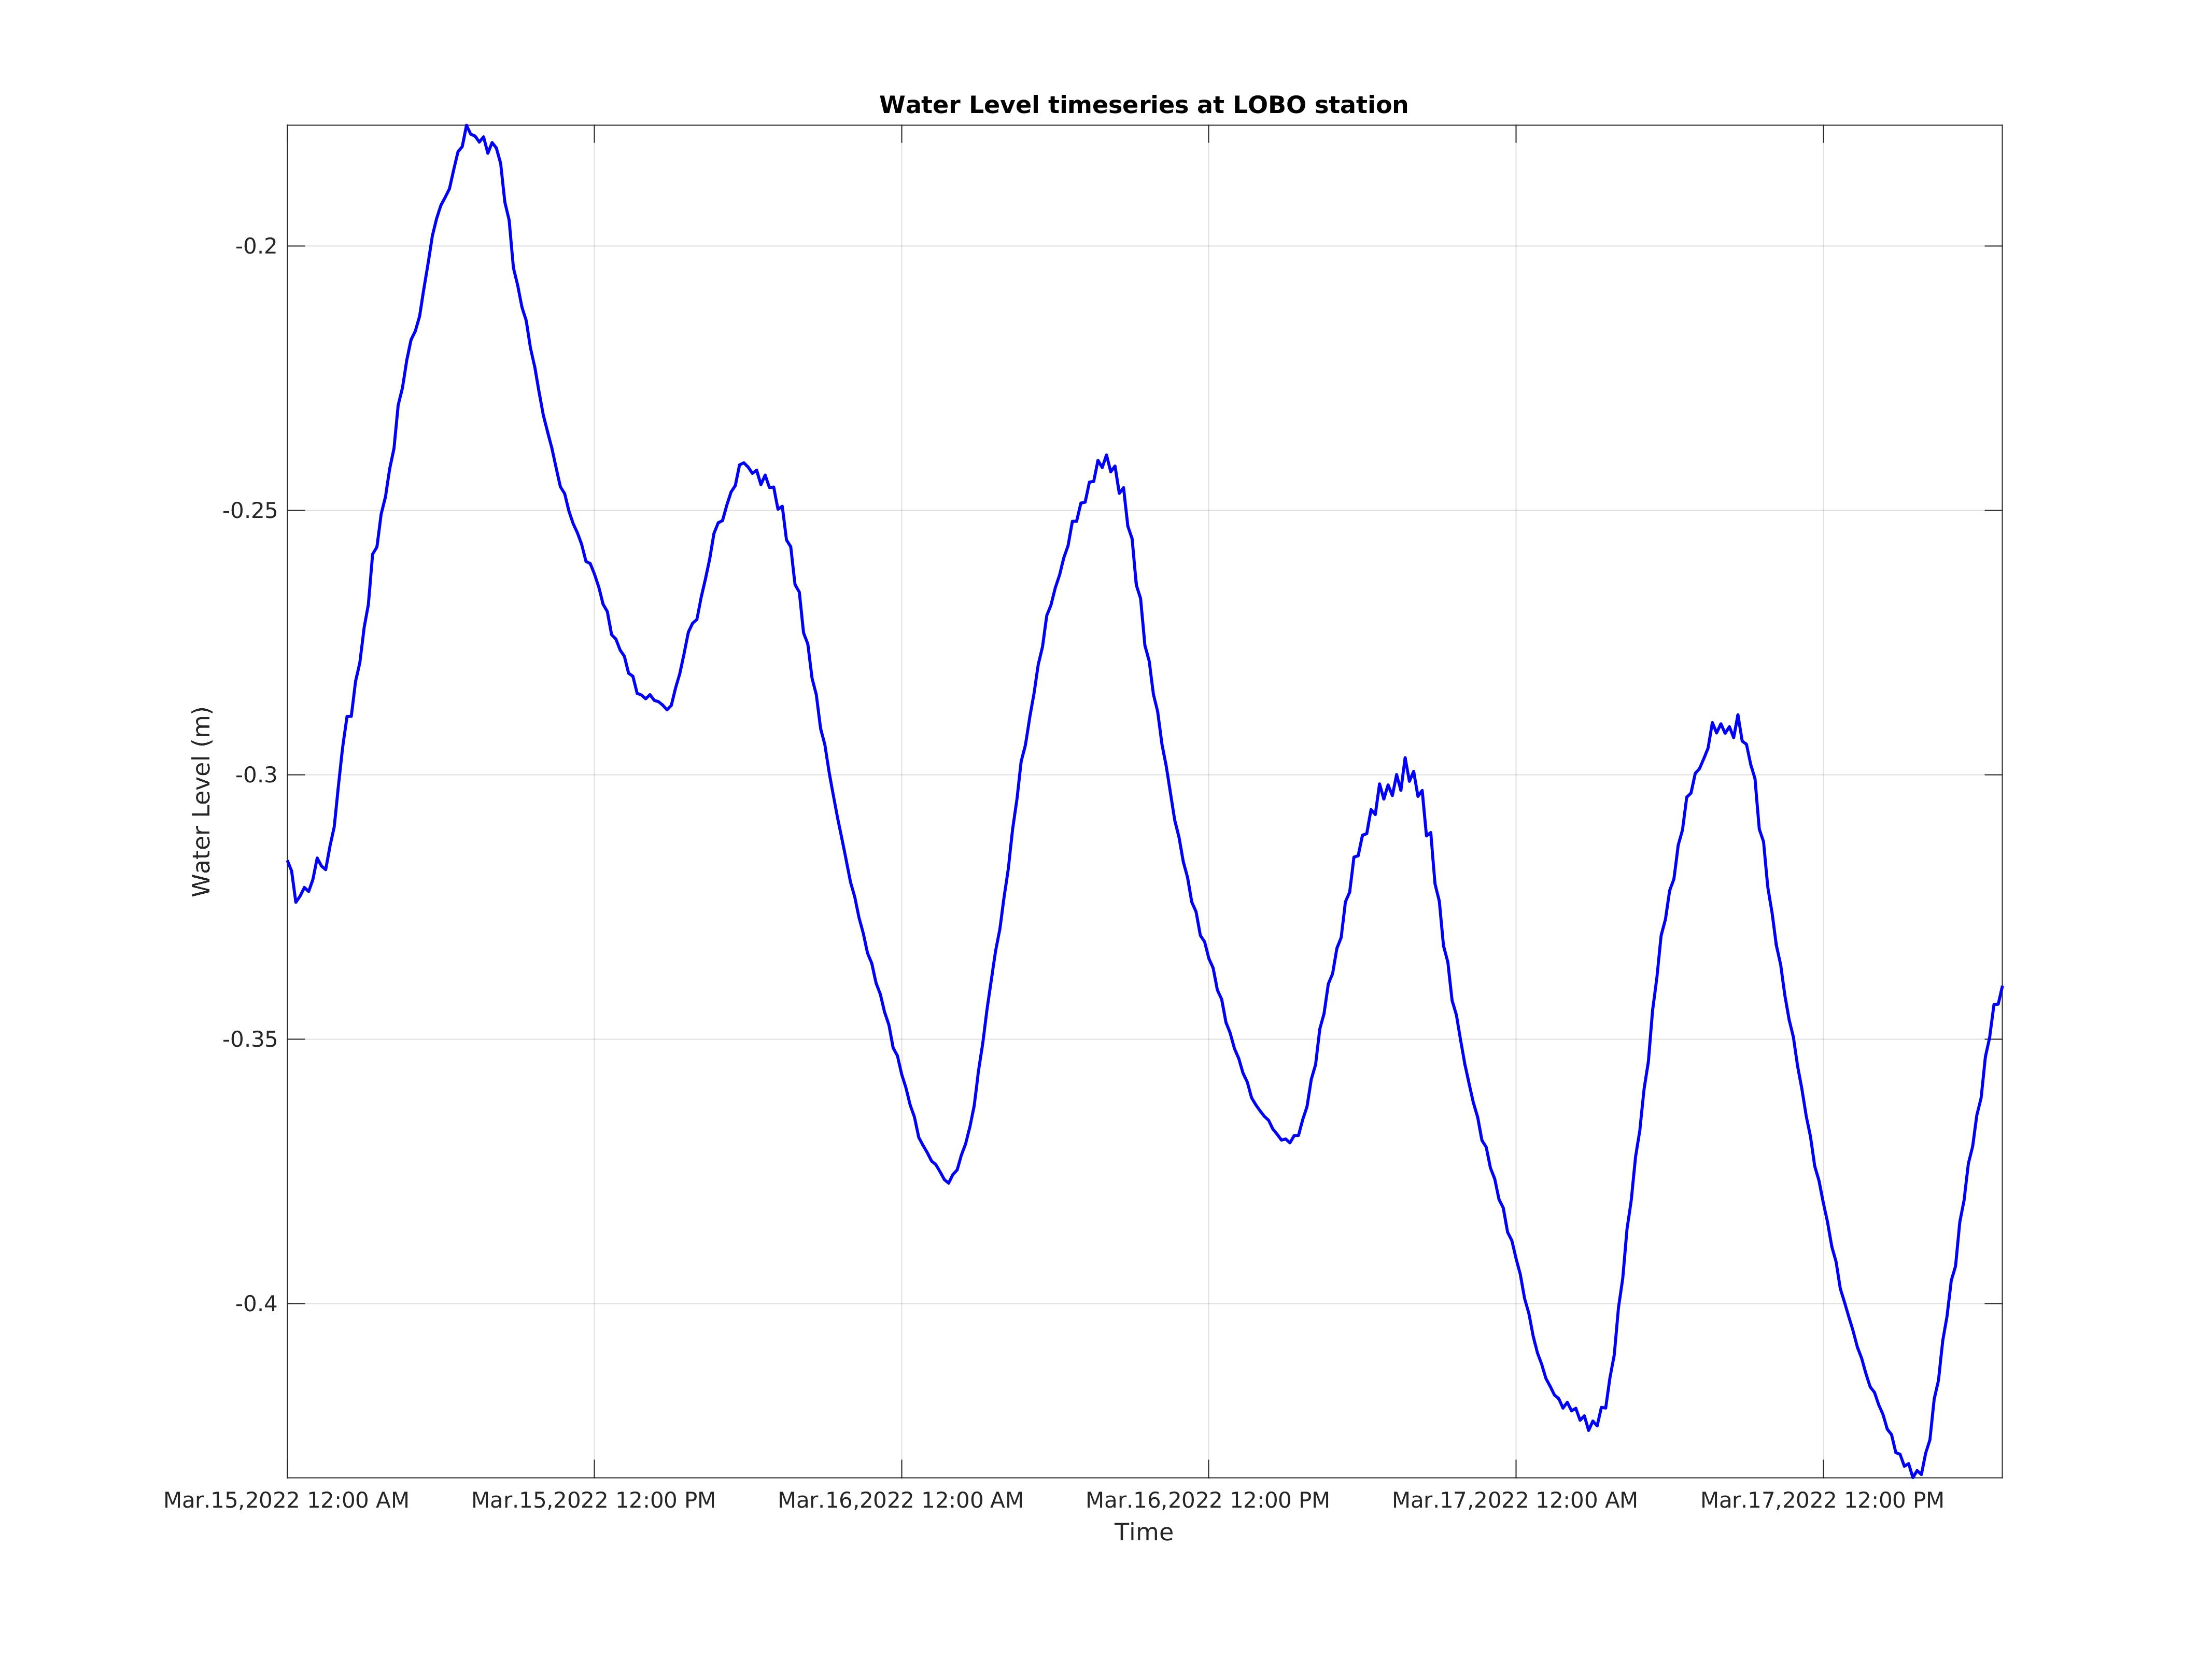 Water Level timeseries at LOBO station
-0.2
-0.25
-0.3
-0.35
-0.4
Water Level (m)
Mar.15,2022 12:00 AM
Mar.15,2022 12:00 PM
Mar.16,2022 12:00 AM
Mar.16,2022 12:00 PM
Mar.17,2022 12:00 AM
Mar.17,2022 12:00 PM
Time